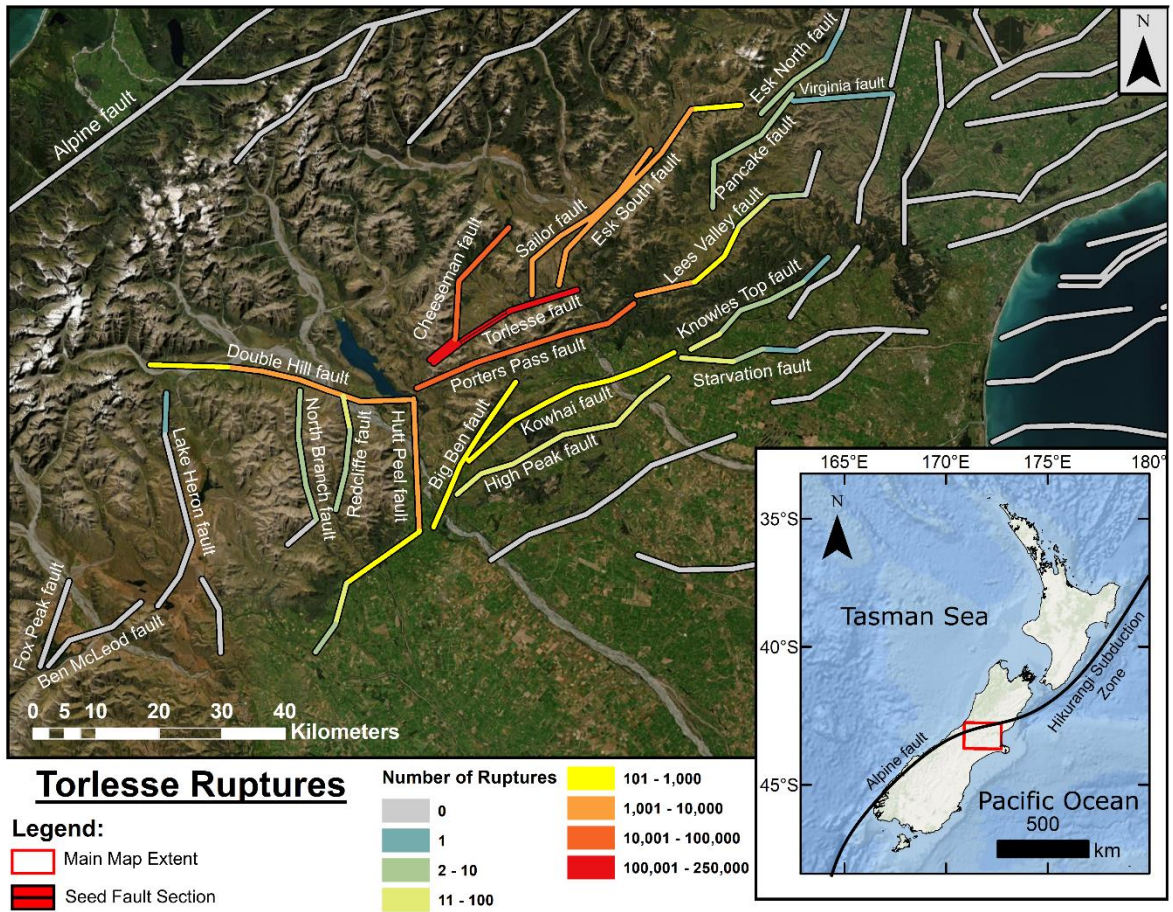 N
Alpine fault
Esk North fault
Virginia fault
Pancake fault
Esk South fault
Sailor fault
Lees Valley fault
Cheeseman fault
Torlesse fault
Knowles Top fault
Porters Pass fault
Starvation fault
Double Hill fault
Kowhai fault
Big Ben fault
High Peak fault
Hutt Peel fault
Redcliffe fault
North Branch fault
Lake Heron fault
Fox Peak fault
Ben McLeod fault
0 5 10 20 30 40
Kilometers
165°E 170°E 175°E 180°
N
35°S
40°S
45°S
Tasman Sea
Hikurangi Subduction
Zone
Alpine fault
Pacific Ocean
500
km
Torlesse Ruptures
Legend:
Main Map Extent
Seed Fault Section
Number of Ruptures
0
1
2 - 10
11 - 100
101 - 1,000
1,001 - 10,000
10,001 - 100,000
100,001 - 250,000